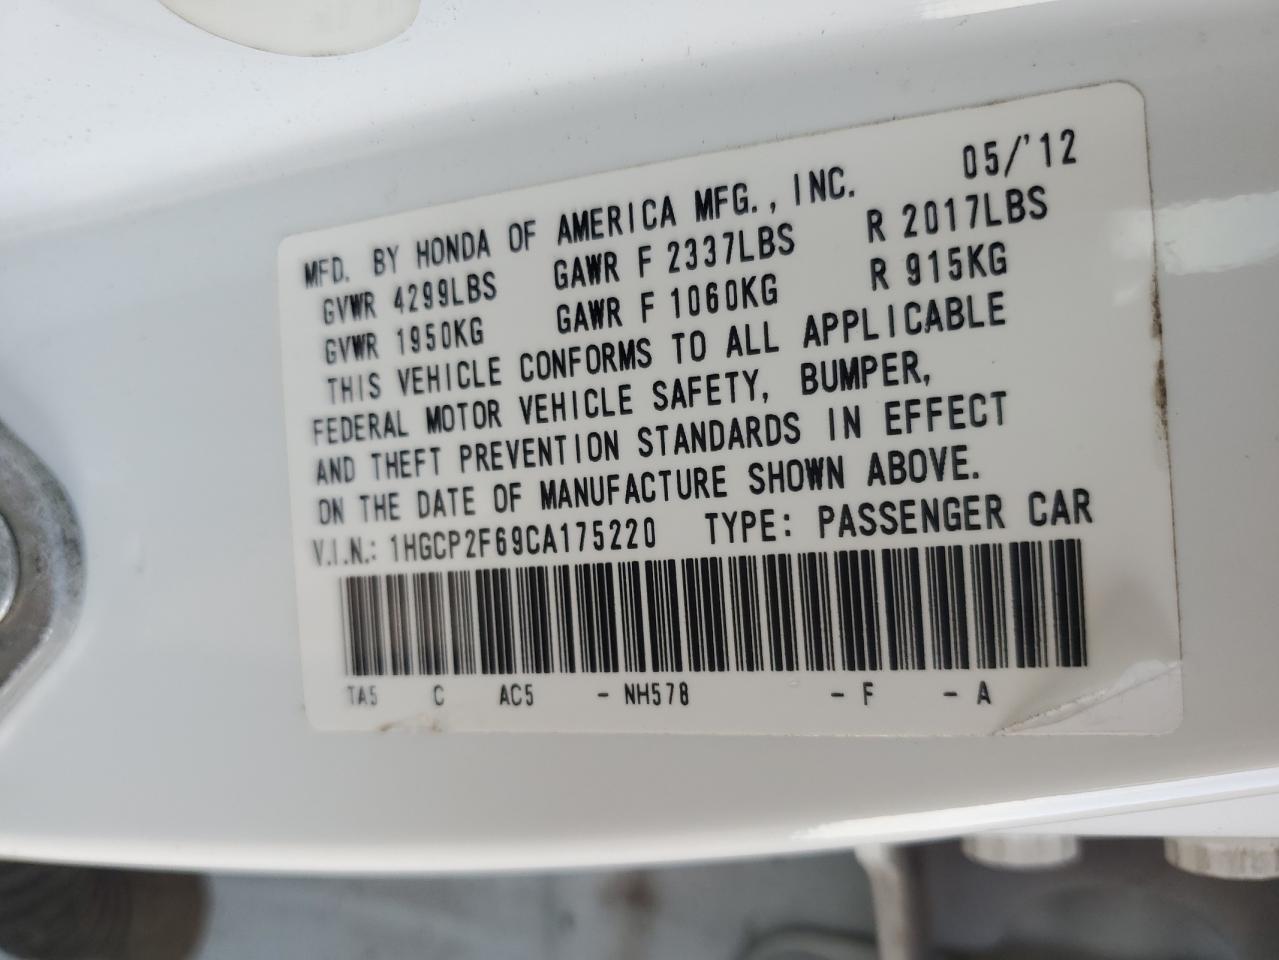 05/'12
MFD. BY HONDA OF AMERICA MFG., INC.
GVWR 4299LBS GAWR F 2337LBS R 2017LBS
GVWR 1950KG GAWR F 1060KG R 915KG
THIS VEHICLE CONFORMS TO ALL APPLICABLE
FEDERAL MOTOR VEHICLE SAFETY, BUMPER,
AND THEFT PREVENTION STANDARDS IN EFFECT
ON THE DATE OF MANUFACTURE SHOWN ABOVE.
V.I.N.: 1HGCP2F69CA175220 TYPE: PASSENGER CAR
TA5 C AC5 - NH578 - F - A